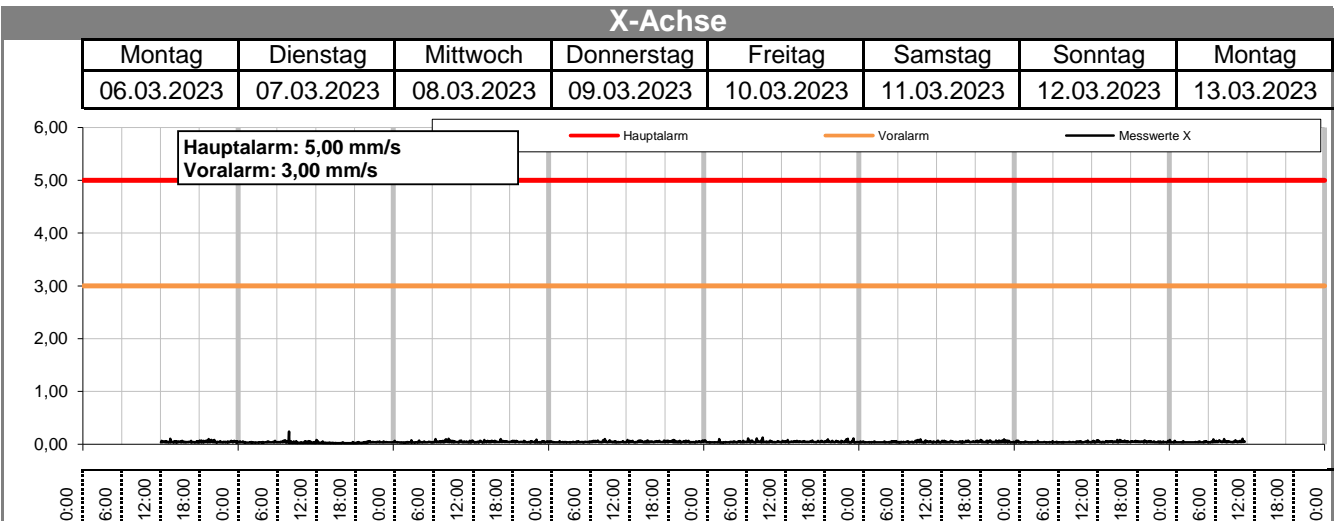 X-Achse
Montag Dienstag Mittwoch Donnerstag Freitag Samstag Sonntag Montag
06.03.2023 07.03.2023 08.03.2023 09.03.2023 10.03.2023 11.03.2023 12.03.2023 13.03.2023
Hauptalarm Voralarm Messwerte X
Hauptalarm: 5,00 mm/s
Voralarm: 3,00 mm/s
6,00
5,00
4,00
3,00
2,00
1,00
0,00
0:00 6:00 12:00 18:00 0:00 6:00 12:00 18:00 0:00 6:00 12:00 18:00 0:00 6:00 12:00 18:00 0:00 6:00 12:00 18:00 0:00 6:00 12:00 18:00 0:00 6:00 12:00 18:00 0:00 6:00 12:00 18:00 0:00